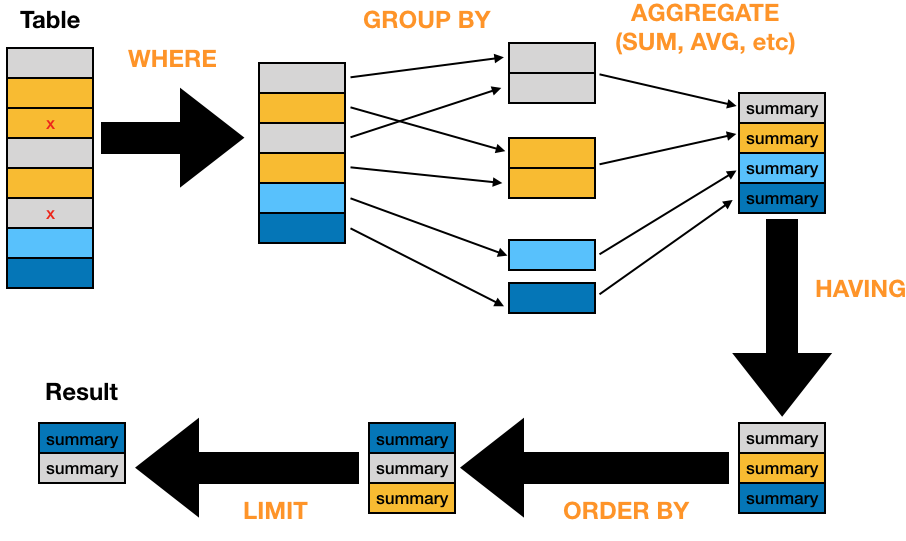 Table
WHERE
GROUP BY
AGGREGATE
(SUM, AVG, etc)
x
x
summary
summary
summary
summary
HAVING
summary
summary
summary
ORDER BY
summary
summary
summary
LIMIT
Result
summary
summary